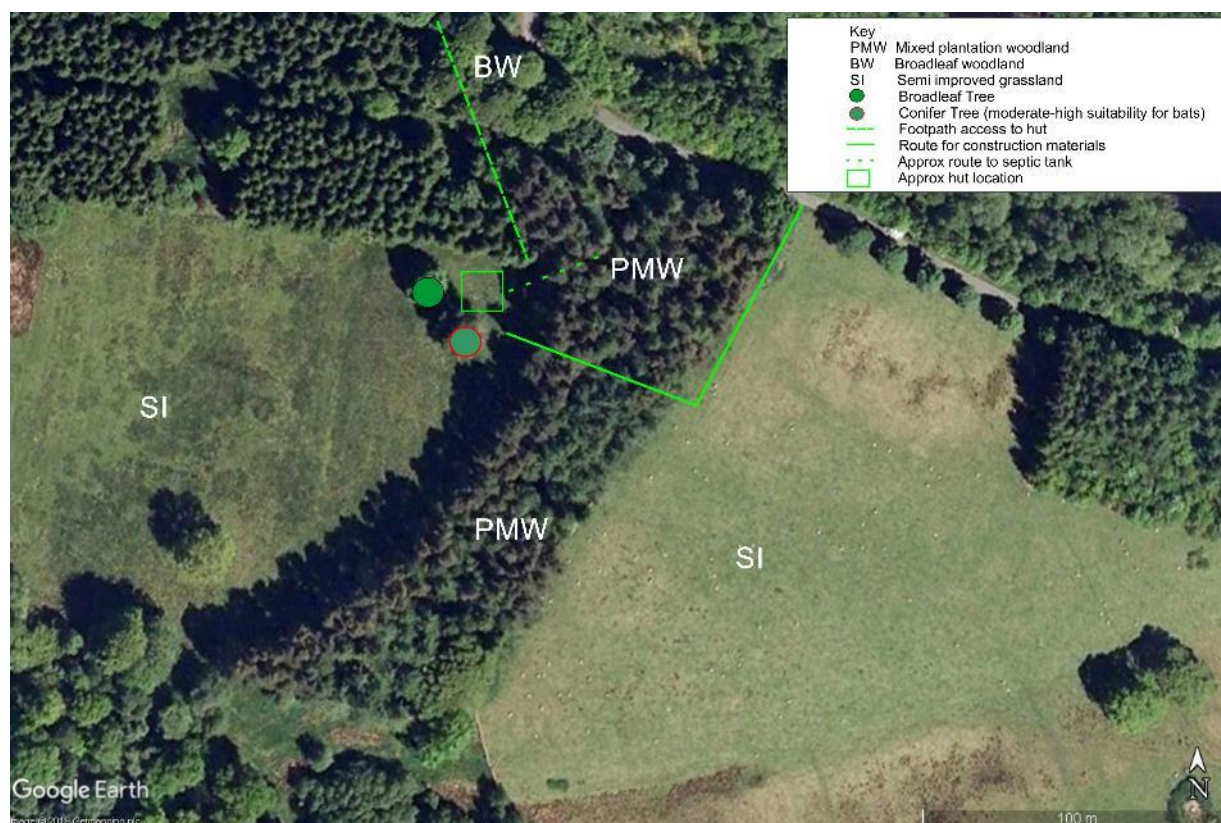 Key
PMW Mixed plantation woodland
BW Broadleaf woodland
SI Semi improved grassland
Broadleaf Tree
Conifer Tree (moderate-high suitability for bats)
Footpath access to hut
Route for construction materials
Approx route to septic tank
Approx hut location
BW
PMW
SI
PMW
SI
Google Earth
N
100 m